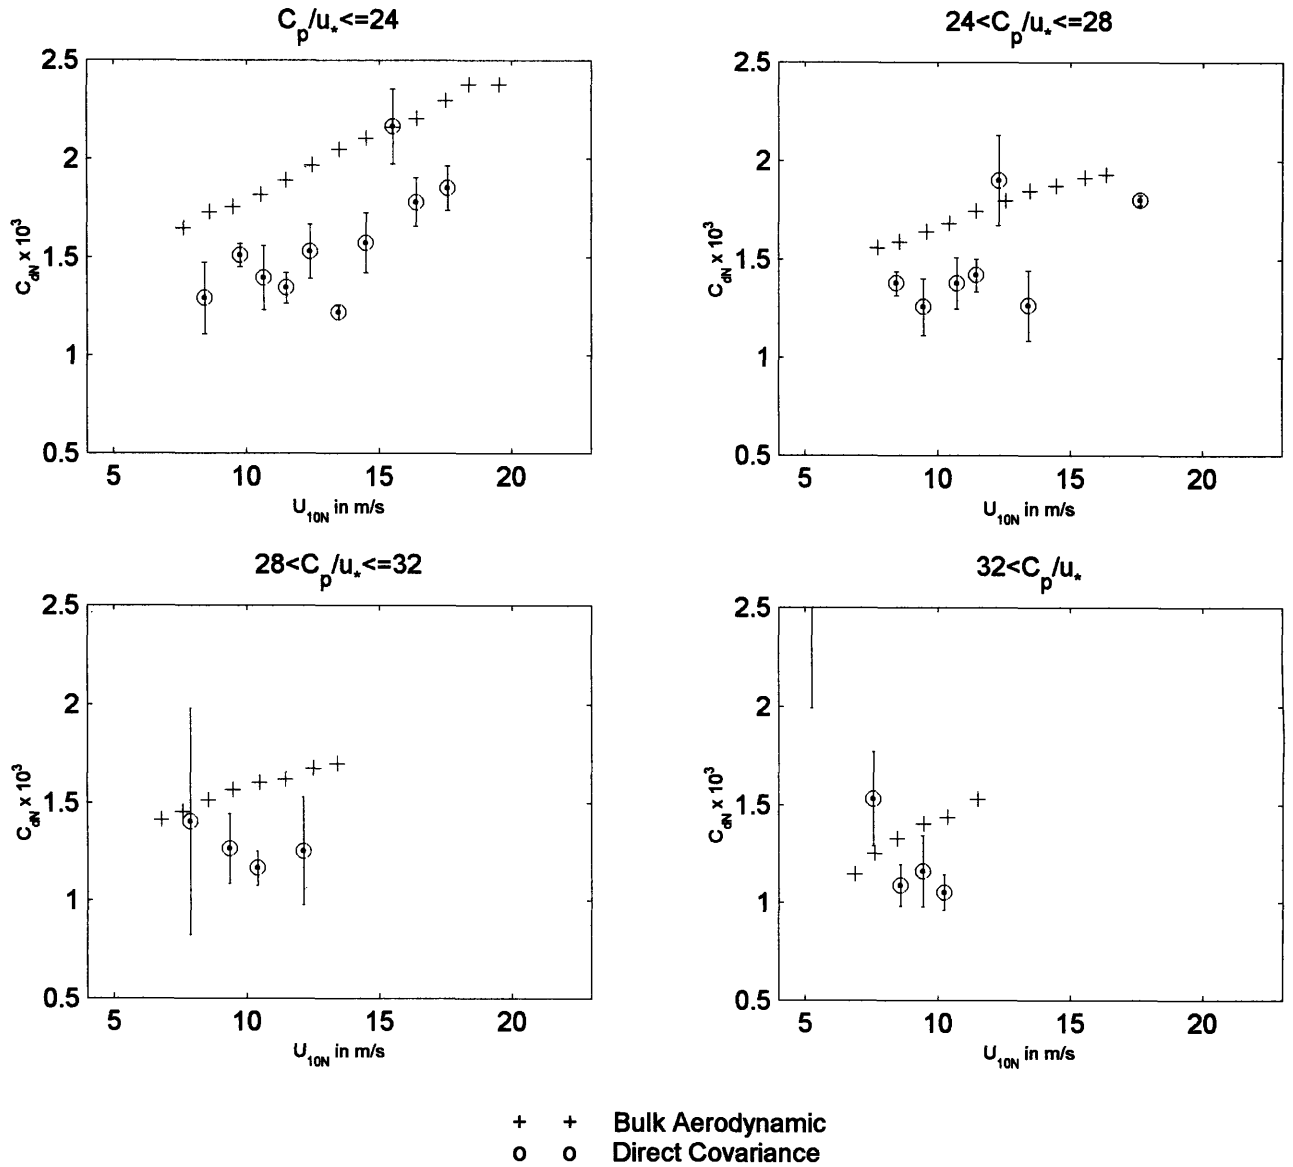 C_p/u_*<=24
2.5
2
1.5
1
0.5
C_dN x 10^3
5 10 15 20
U_10N in m/s
24<C_p/u_*<=28
2.5
2
1.5
1
0.5
C_dN x 10^3
5 10 15 20
U_10N in m/s
28<C_p/u_*<=32
2.5
2
1.5
1
0.5
C_dN x 10^3
5 10 15 20
U_10N in m/s
32<C_p/u_*
2.5
2
1.5
1
0.5
C_dN x 10^3
5 10 15 20
U_10N in m/s
+ + Bulk Aerodynamic
o o Direct Covariance